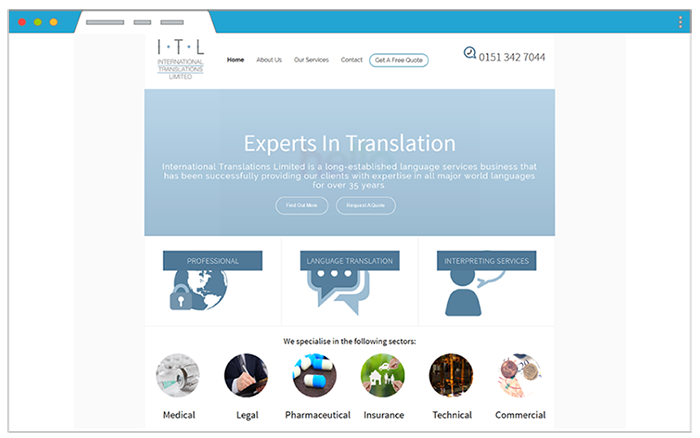 I·T·L
INTERNATIONAL
TRANSLATIONS
LIMITED
Home About Us Our Services Contact Get A Free Quote
0151 342 7044
Experts In Translation
International Translations Limited is a long-established language services business that
has been successfully providing our clients with expertise in all major world languages
for over 35 years
Find Out More Request A Quote
PROFESSIONAL LANGUAGE TRANSLATION INTERPRETING SERVICES
We specialise in the following sectors:
Medical Legal Pharmaceutical Insurance Technical Commercial